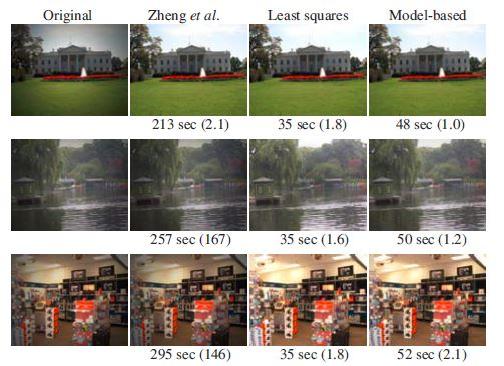 Original Zheng et al. Least squares Model-based
213 sec (2.1) 35 sec (1.8) 48 sec (1.0)
257 sec (167) 35 sec (1.6) 50 sec (1.2)
295 sec (146) 35 sec (1.8) 52 sec (2.1)